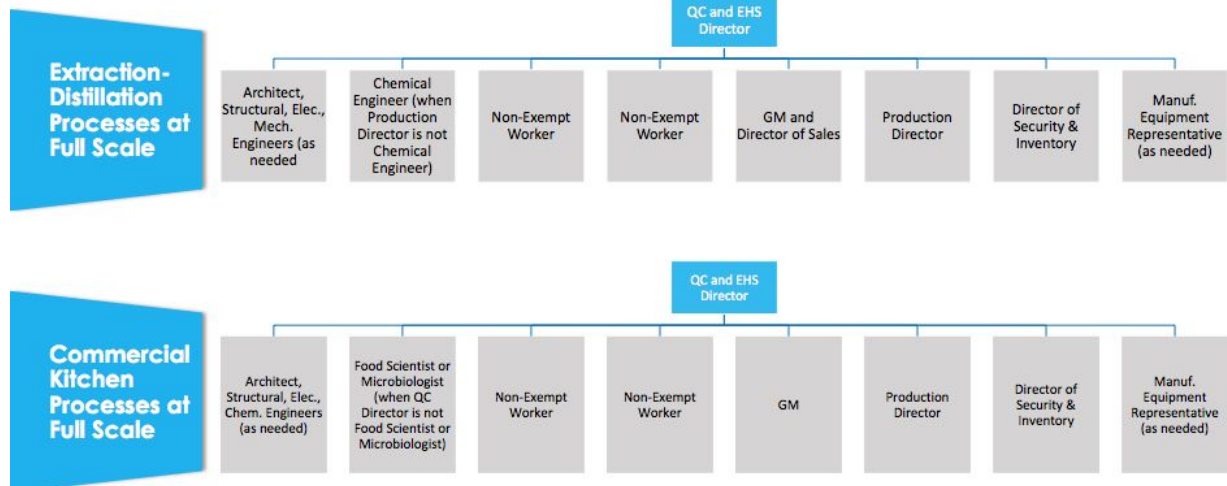 QC and EHS
Director
Extraction-
Distillation
Processes at
Full Scale
Architect,
Structural, Elec.,
Mech.
Engineers (as
needed
Chemical
Engineer (when
Production
Director is not
Chemical
Engineer)
Non-Exempt
Worker
Non-Exempt
Worker
GM and
Director of Sales
Production
Director
Director of
Security &
Inventory
Manuf.
Equipment
Representative
(as needed)
QC and EHS
Director
Commercial
Kitchen
Processes at
Full Scale
Architect,
Structural, Elec.,
Chem. Engineers
(as needed)
Food Scientist or
Microbiologist
(when QC
Director is not
Food Scientist or
Microbiologist)
Non-Exempt
Worker
Non-Exempt
Worker
GM
Production
Director
Director of
Security &
Inventory
Manuf.
Equipment
Representative
(as needed)